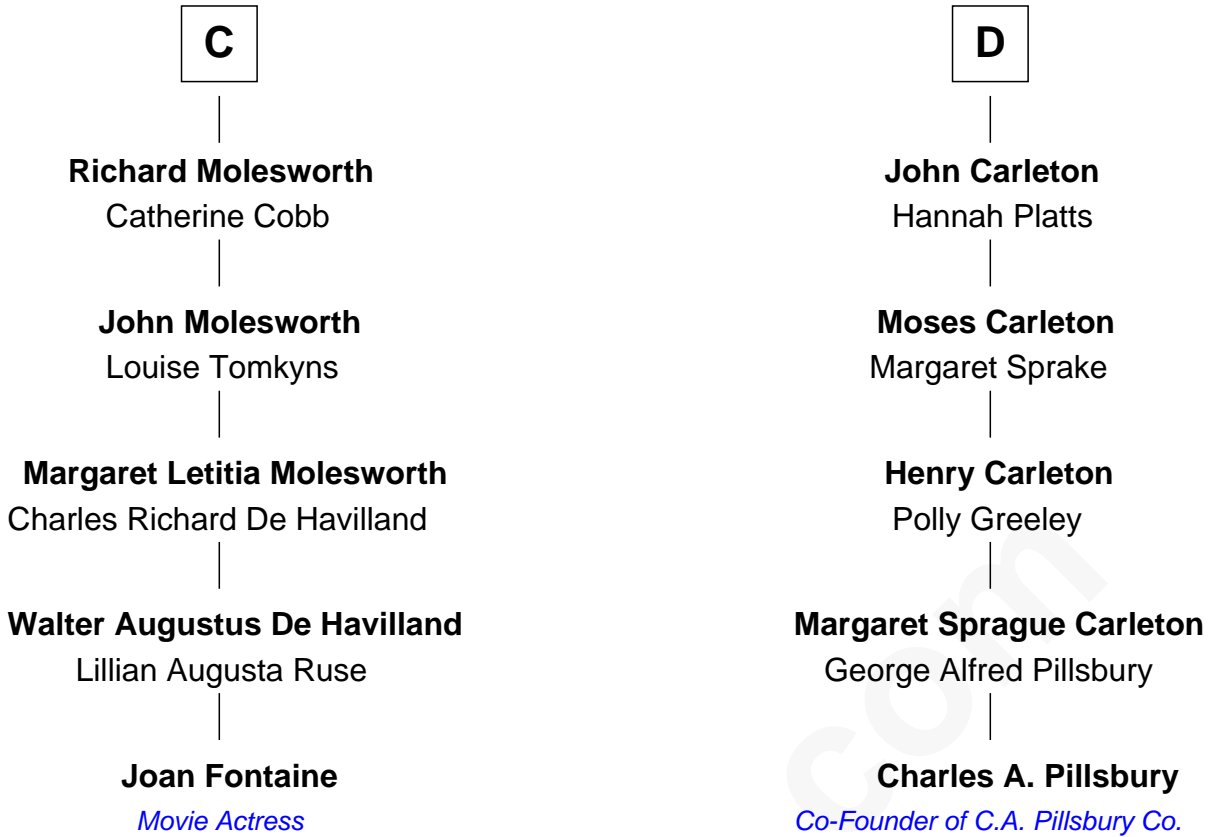 C
Richard Molesworth
Catherine Cobb
John Molesworth
Louise Tomkyns
Margaret Letitia Molesworth
Charles Richard De Havilland
Walter Augustus De Havilland
Lillian Augusta Ruse
Joan Fontaine
Movie Actress
D
John Carleton
Hannah Platts
Moses Carleton
Margaret Sprake
Henry Carleton
Polly Greeley
Margaret Sprague Carleton
George Alfred Pillsbury
Charles A. Pillsbury
Co-Founder of C.A. Pillsbury Co.
com